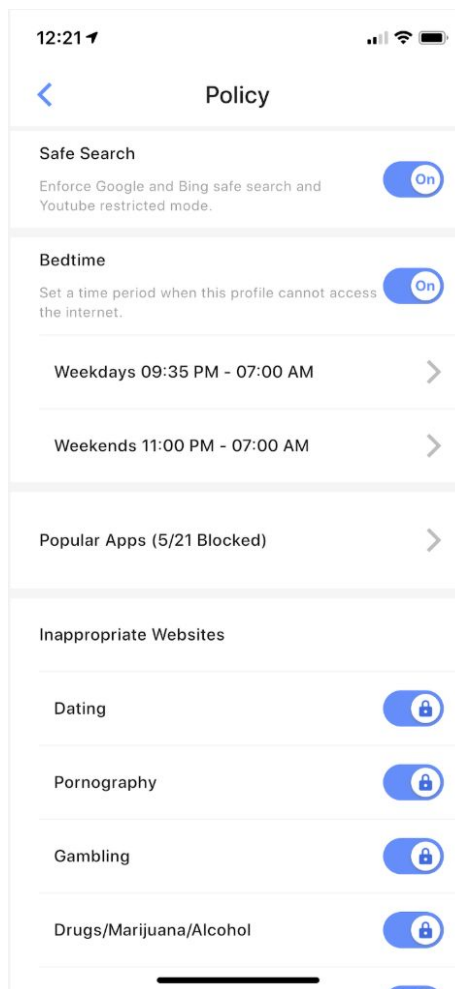 12:21
Policy
Safe Search
On
Enforce Google and Bing safe search and
Youtube restricted mode.
Bedtime
On
Set a time period when this profile cannot access
the internet.
Weekdays 09:35 PM - 07:00 AM
Weekends 11:00 PM - 07:00 AM
Popular Apps (5/21 Blocked)
Inappropriate Websites
Dating
Pornography
Gambling
Drugs/Marijuana/Alcohol